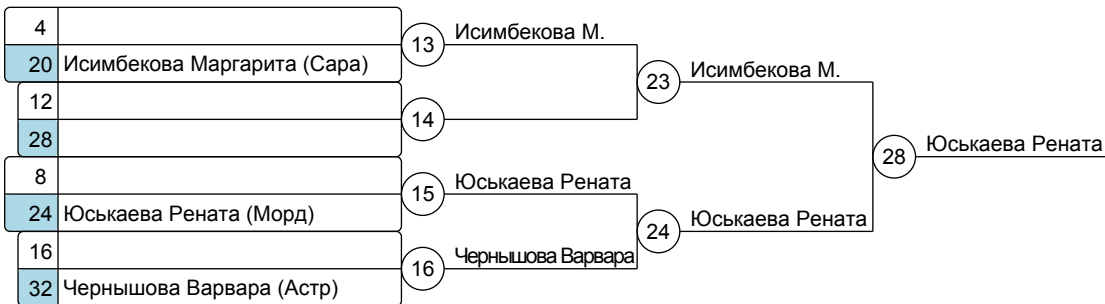 4
13 Исимбекова М.
20 Исимбекова Маргарита (Сара)
23 Исимбекова М.
12
14
28
28 Юськаева Рената
8
15 Юськаева Рената
24 Юськаева Рената (Морд)
24 Юськаева Рената
16
16 Чернышова Варвара
32 Чернышова Варвара (Астр)